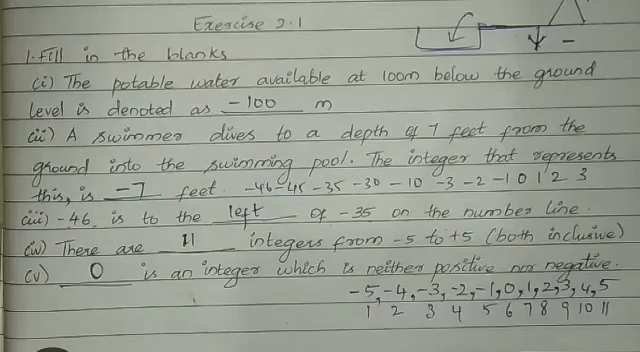 Exercise 2.1
1. Fill in the blanks
(i) The potable water available at 100m below the ground
level is denoted as -100 m
(ii) A swimmer dives to a depth of 7 feet from the
ground into the swimming pool. The integer that represents
this, is -7 feet. -46 -45 -35 -30 -10 -3 -2 -1 0 1 2 3
(iii) -46 is to the left of -35 on the number line.
(iv) There are 11 integers from -5 to +5 (both inclusive)
(v) 0 is an integer which is neither positive nor negative.
-5, -4, -3, -2, -1, 0, 1, 2, 3, 4, 5
1 2 3 4 5 6 7 8 9 10 11